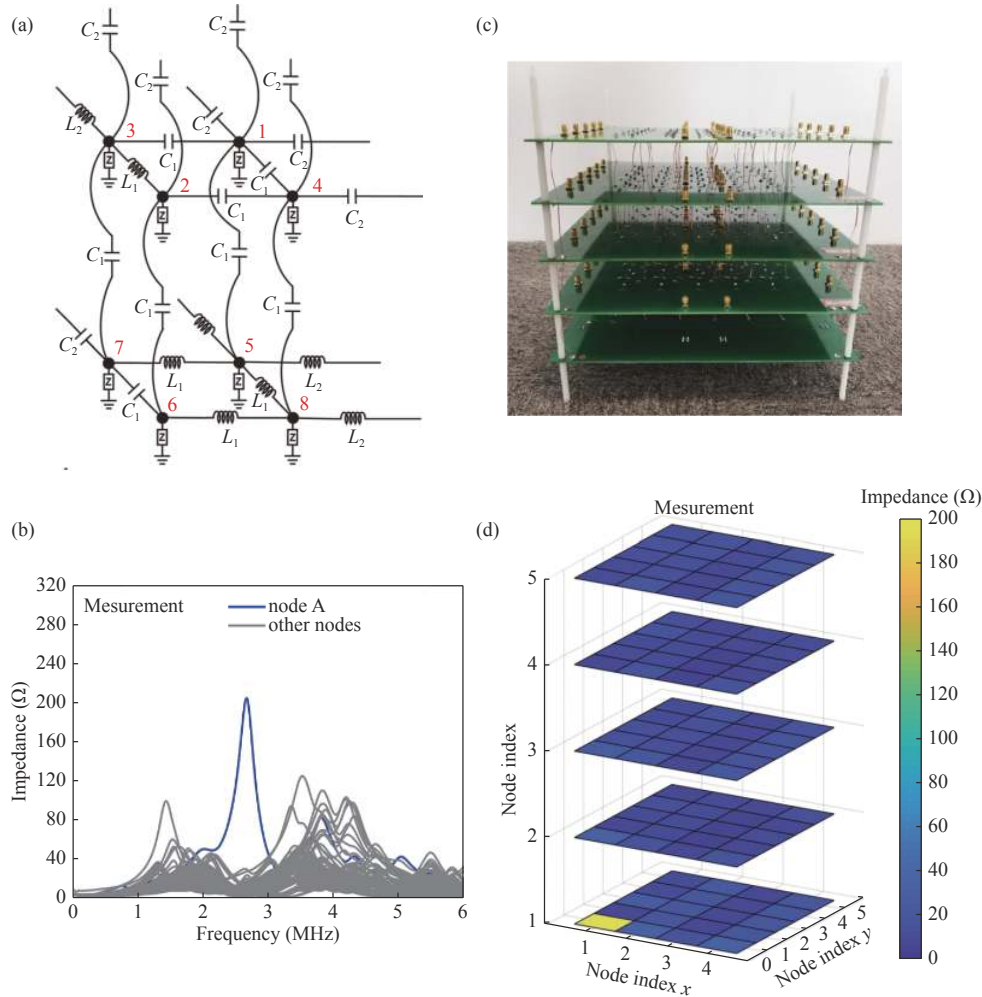 (a)
C2 C2
C2 C2
L2 3 C2 1
C1 C2
L1 2 C1 4
C1 C2
C1 C1
C1 C1
C2 7 5
L1 L2
C1 6 L1 8
L1 L2
Z Z Z Z
Z Z Z Z
(c)
(b)
Mesurement
node A
other nodes
Impedance (Ω)
320
280
240
200
160
120
80
40
0
0 1 2 3 4 5 6
Frequency (MHz)
(d)
Mesurement
Impedance (Ω)
200
180
160
140
120
100
80
60
40
20
0
Node index
5
4
3
2
1
1 2 3 4
Node index x
0 1 2 3 4 5
Node index y